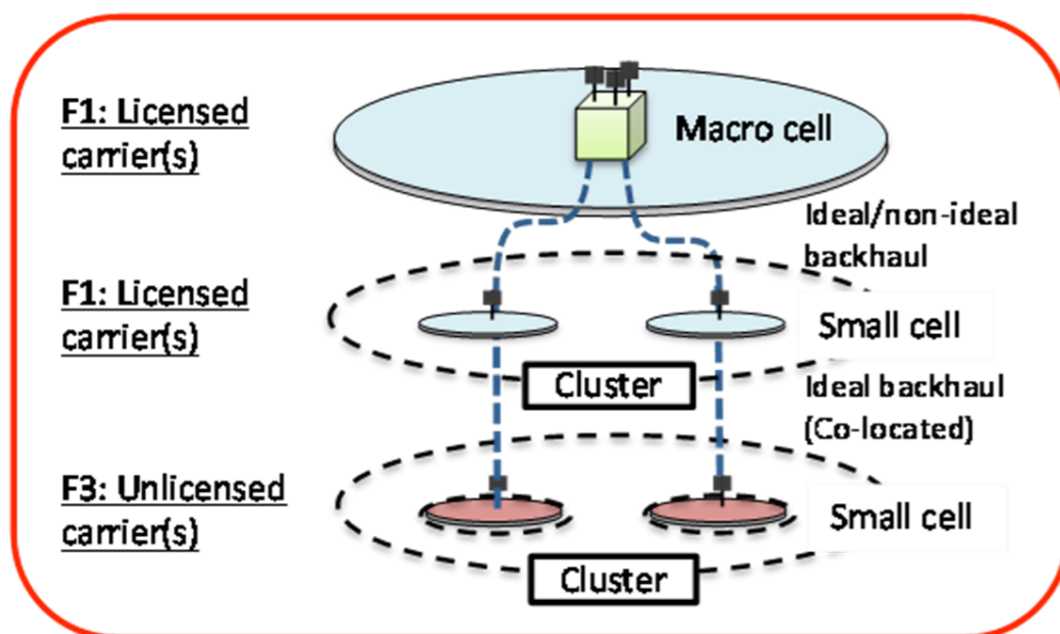 F1: Licensed
carrier(s)
Macro cell
Ideal/non-ideal
backhaul
F1: Licensed
carrier(s)
Small cell
Cluster
Ideal backhaul
(Co-located)
F3: Unlicensed
carrier(s)
Small cell
Cluster